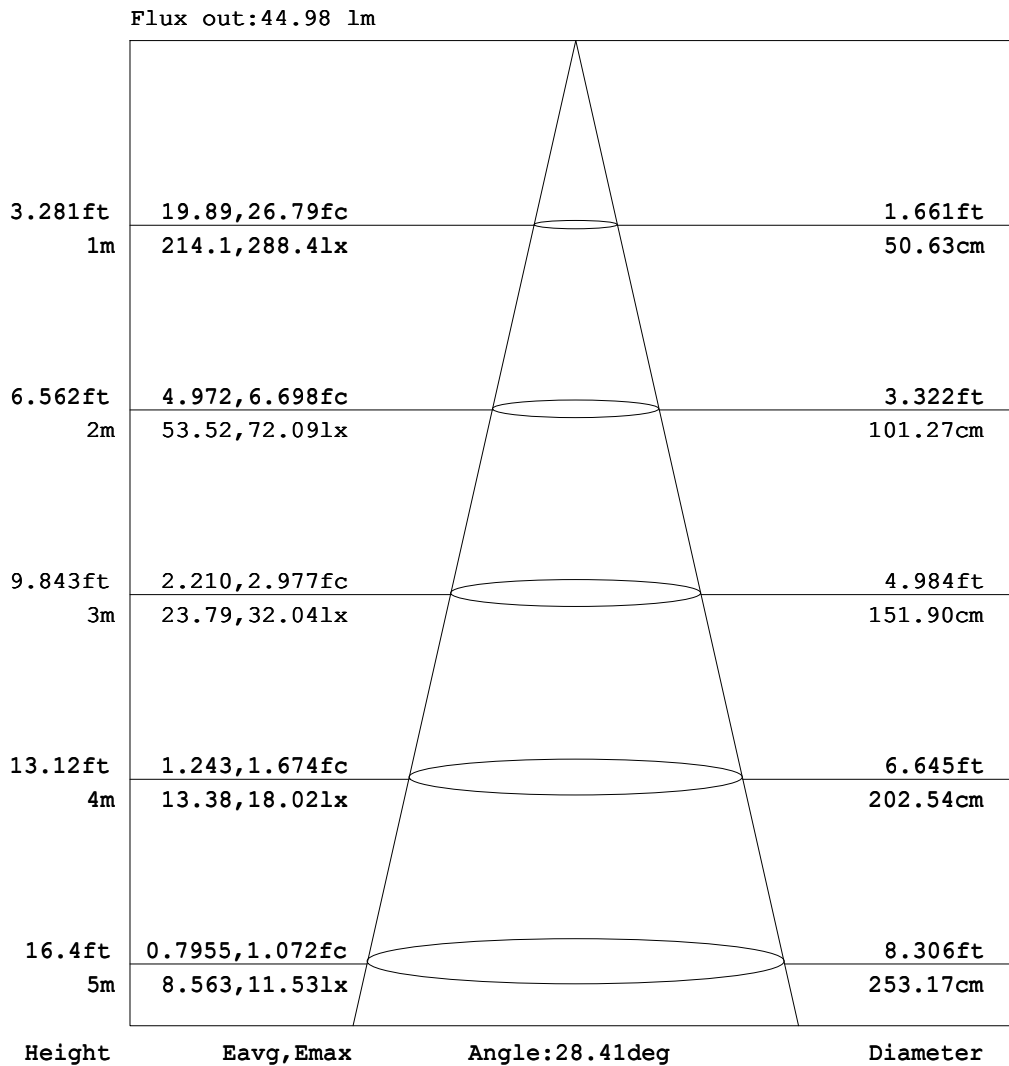 Flux out:44.98 lm
3.281ft 19.89,26.79fc 1.661ft
1m 214.1,288.4lx 50.63cm
6.562ft 4.972,6.698fc 3.322ft
2m 53.52,72.09lx 101.27cm
9.843ft 2.210,2.977fc 4.984ft
3m 23.79,32.04lx 151.90cm
13.12ft 1.243,1.674fc 6.645ft
4m 13.38,18.02lx 202.54cm
16.4ft 0.7955,1.072fc 8.306ft
5m 8.563,11.53lx 253.17cm
Height Eavg,Emax Angle:28.41deg Diameter